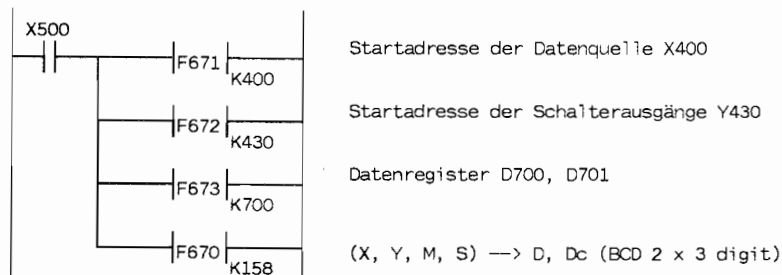 X500
F671 K400 Startadresse der Datenquelle X400
F672 K430 Startadresse der Schalterausgänge Y430
F673 K700 Datenregister D700, D701
F670 K158 (X, Y, M, S) —> D, Dc (BCD 2 x 3 digit)